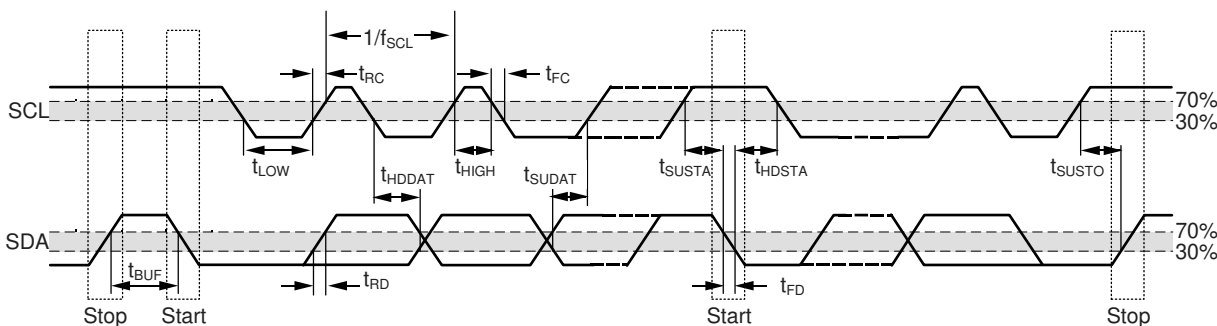 1/fSCL
tRC
tFC
SCL
70%
30%
tLOW
tHDDAT
tHIGH
tSUDAT
tSUSTA
tHDSTA
tSUSTO
SDA
70%
30%
tBUF
tRD
tFD
Stop
Start
Start
Stop